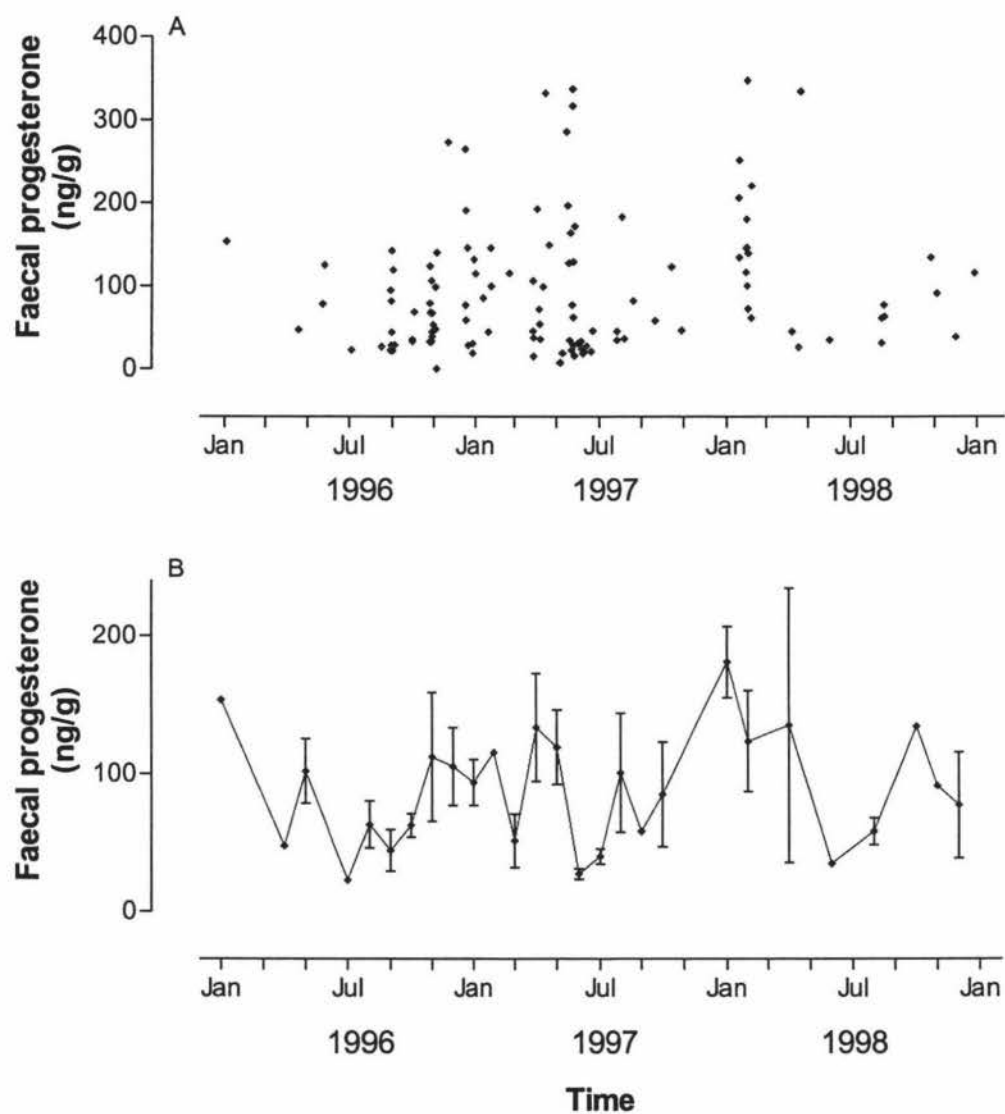 A
Faecal progesterone
(ng/g)
400
300
200
100
0
Jan Jul Jan Jul Jan Jul Jan
1996 1997 1998
B
Faecal progesterone
(ng/g)
200
100
0
Jan Jul Jan Jul Jan Jul Jan
1996 1997 1998
Time